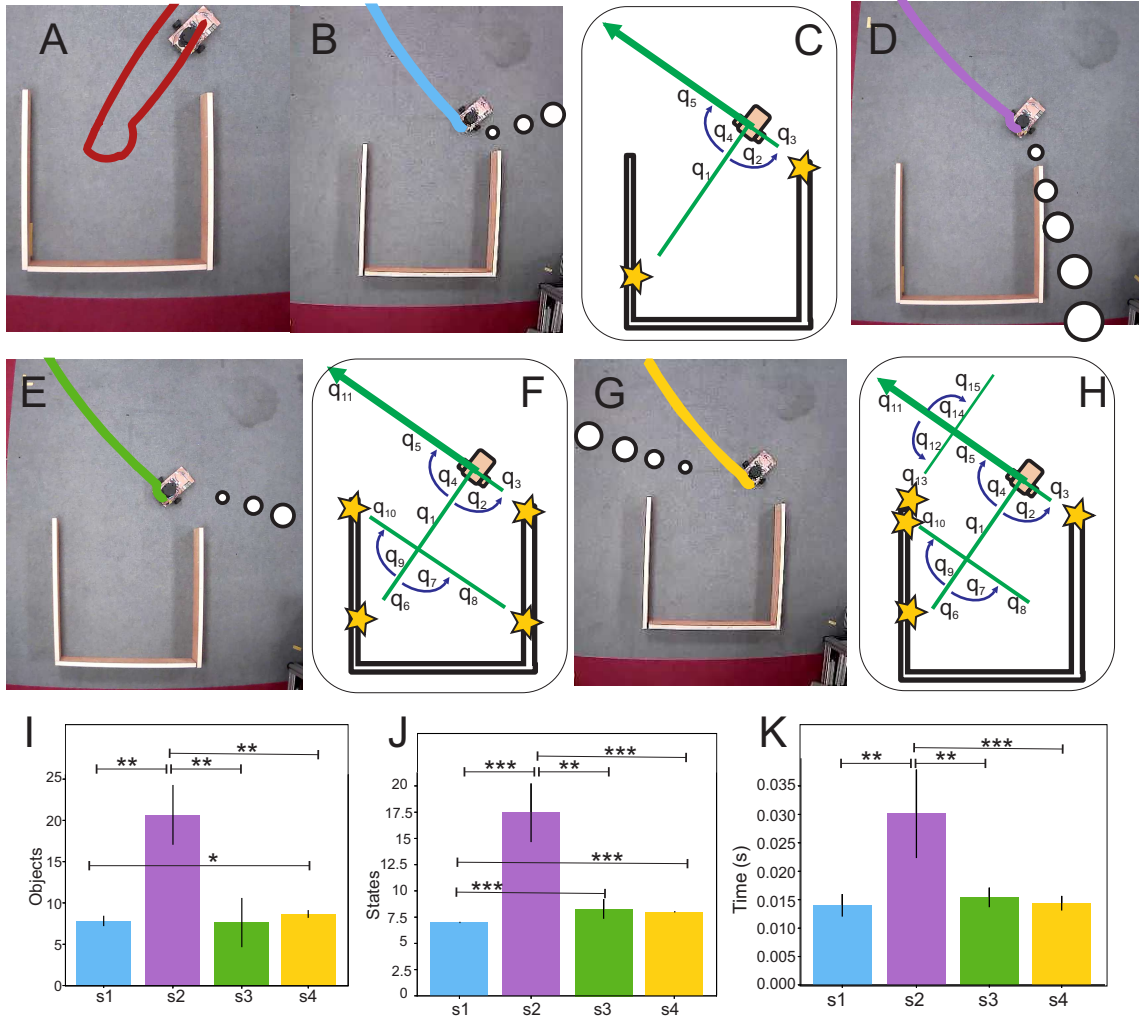 A
B
C
q5
q4
q3
q2
q1
D
E
F
q11
q5
q4
q3
q2
q1
q10
q9
q7
q8
q6
G
H
q15
q11
q14
q12
q5
q13
q4
q3
q2
q1
q10
q9
q7
q8
q6
I
**
**
**
*
Objects
25
20
15
10
5
0
s1 s2 s3 s4
J
***
***
**
***
***
States
20
17.5
15
12.5
10
7.5
5
2.5
0
s1 s2 s3 s4
K
***
**
**
Time (s)
0.035
0.030
0.025
0.020
0.015
0.010
0.005
0.000
s1 s2 s3 s4